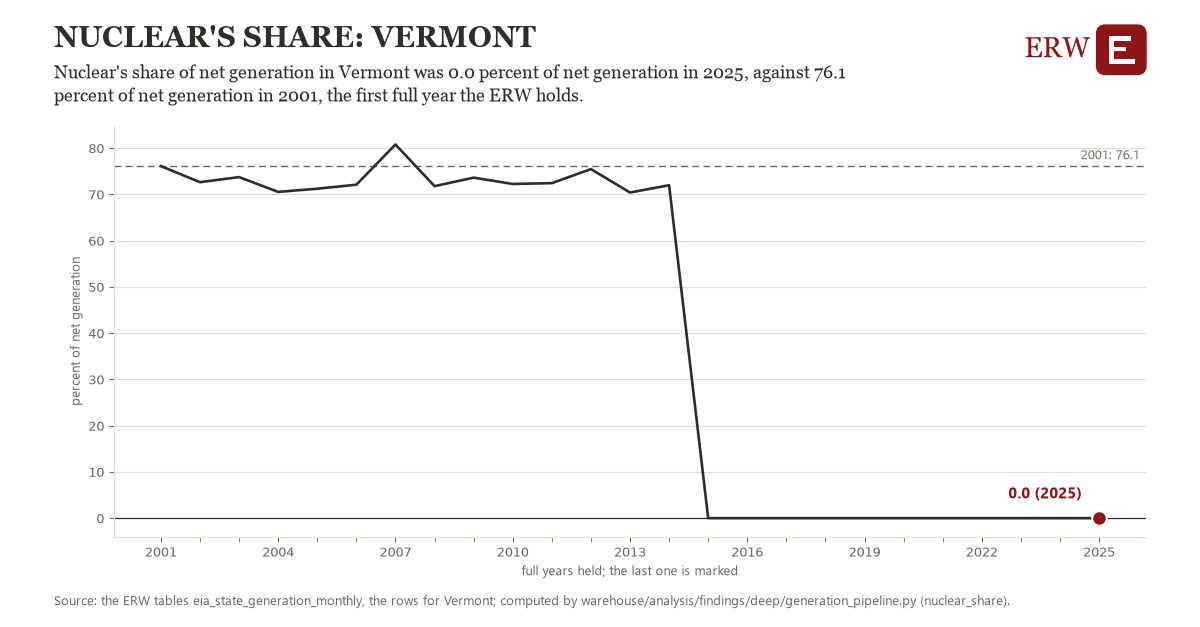 NUCLEAR'S SHARE: VERMONT
ERW E
Nuclear's share of net generation in Vermont was 0.0 percent of net generation in 2025, against 76.1
percent of net generation in 2001, the first full year the ERW holds.
80
70
60
50
40
30
20
10
0
percent of net generation
2001: 76.1
0.0 (2025)
2001 2004 2007 2010 2013 2016 2019 2022 2025
full years held; the last one is marked
Source: the ERW tables eia_state_generation_monthly, the rows for Vermont; computed by warehouse/analysis/findings/deep/generation_pipeline.py (nuclear_share).